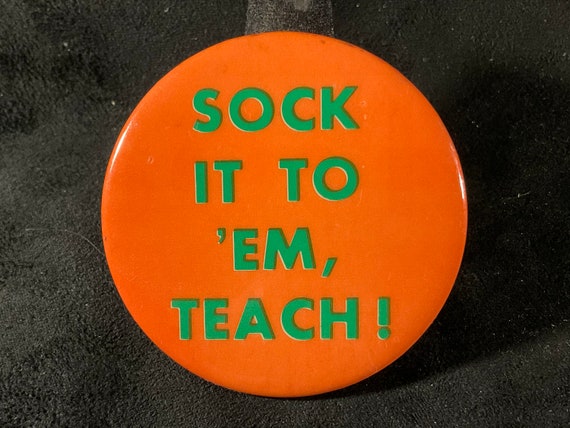 SOCK
IT TO
'EM,
TEACH!